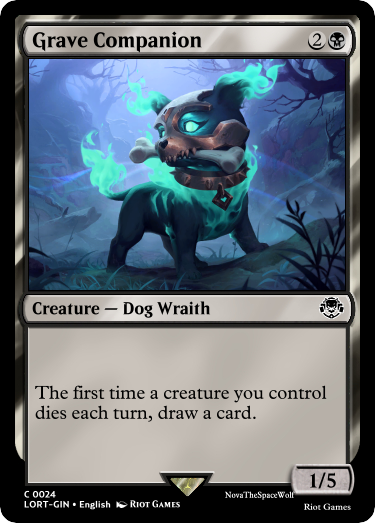 Grave Companion 2
Creature — Dog Wraith
The first time a creature you control
dies each turn, draw a card.
1/5
C 0024
LORT-GIN • English RIOT GAMES
NovaTheSpaceWolf
Riot Games